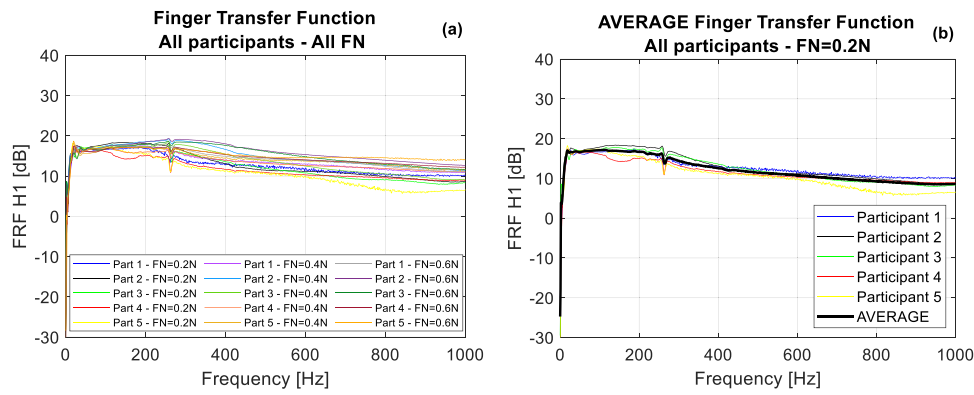 Finger Transfer Function
All participants - All FN
(a)
40
30
20
10
0
-10
-20
-30
FRF H1 [dB]
Part 1 - FN=0.2N Part 1 - FN=0.4N Part 1 - FN=0.6N
Part 2 - FN=0.2N Part 2 - FN=0.4N Part 2 - FN=0.6N
Part 3 - FN=0.2N Part 3 - FN=0.4N Part 3 - FN=0.6N
Part 4 - FN=0.2N Part 4 - FN=0.4N Part 4 - FN=0.6N
Part 5 - FN=0.2N Part 5 - FN=0.4N Part 5 - FN=0.6N
0 200 400 600 800 1000
Frequency [Hz]
AVERAGE Finger Transfer Function
All participants - FN=0.2N
(b)
40
30
20
10
0
-10
-20
-30
FRF H1 [dB]
Participant 1
Participant 2
Participant 3
Participant 4
Participant 5
AVERAGE
0 200 400 600 800 1000
Frequency [Hz]